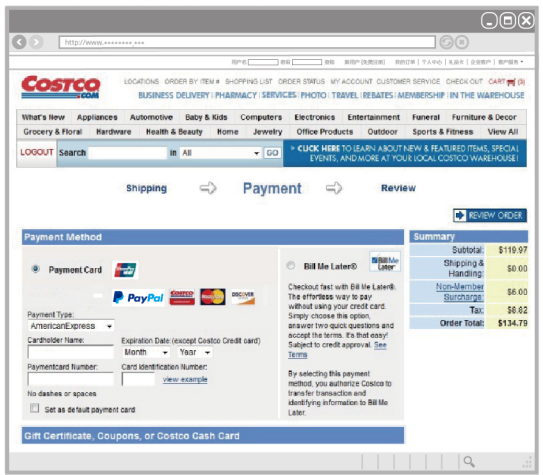 http://www.········.···
COSTCO
.COM
LOCATIONS ORDER BY ITEM # SHOPPING LIST ORDER STATUS MY ACCOUNT CUSTOMER SERVICE CHECK OUT CART (3)
BUSINESS DELIVERY | PHARMACY | SERVICES | PHOTO | TRAVEL | REBATES | MEMBERSHIP | IN THE WAREHOUSE
What's New Appliances Automotive Baby & Kids Computers Electronics Entertainment Funeral Furniture & Decor
Grocery & Floral Hardware Health & Beauty Home Jewelry Office Products Outdoor Sports & Fitness View All
LOGOUT Search in All GO
CLICK HERE TO LEARN ABOUT NEW & FEATURED ITEMS, SPECIAL
EVENTS, AND MORE AT YOUR LOCAL COSTCO WAREHOUSE!
Shipping Payment Review
REVIEW ORDER
Payment Method
Payment Card
PayPal COSTCO DISCOVER
Payment Type:
AmericanExpress
Cardholder Name:
Expiration Date:(except Costco Credit card)
Month Year
Paymentcard Number:
Card Identification Number:
view example
No dashes or spaces
Set as default payment card
Bill Me Later®
Bill Me
Later
Checkout fast with Bill Me Later®.
The effortless way to pay
without using your credit card.
Simply choose this option,
answer two quick questions and
accept the terms. It's that easy!
Subject to credit approval. See
Terms
By selecting this payment
method, you authorize Costco to
transfer transaction and
identifying information to Bill Me
Later.
Summary
Subtotal: $119.97
Shipping &
Handling: $0.00
Non-Member
Surcharge: $6.00
Tax: $8.82
Order Total: $134.79
Gift Certificate, Coupons, or Costco Cash Card